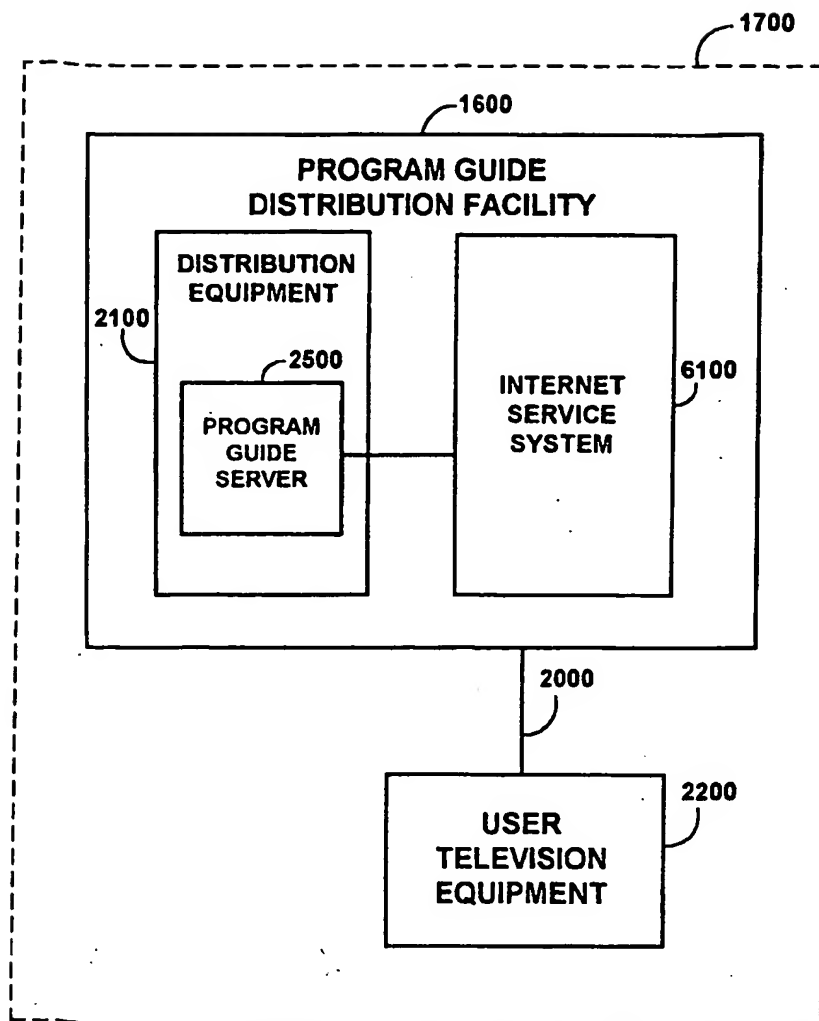 1700
1600
PROGRAM GUIDE
DISTRIBUTION FACILITY
DISTRIBUTION
EQUIPMENT
2100
2500
PROGRAM
GUIDE
SERVER
INTERNET
SERVICE
SYSTEM
6100
2000
2200
USER
TELEVISION
EQUIPMENT